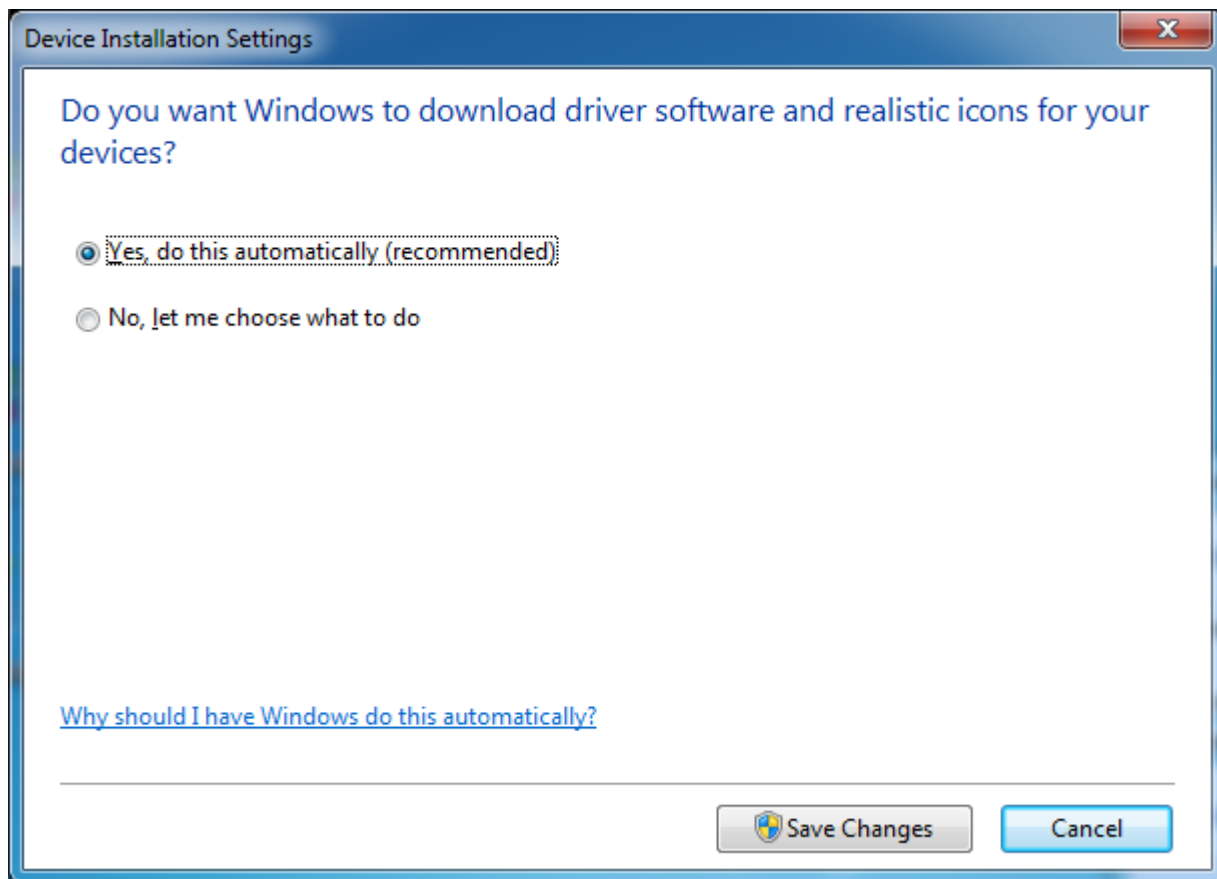 Device Installation Settings
Do you want Windows to download driver software and realistic icons for your
devices?
Yes, do this automatically (recommended)
No, let me choose what to do
Why should I have Windows do this automatically?
Save Changes
Cancel